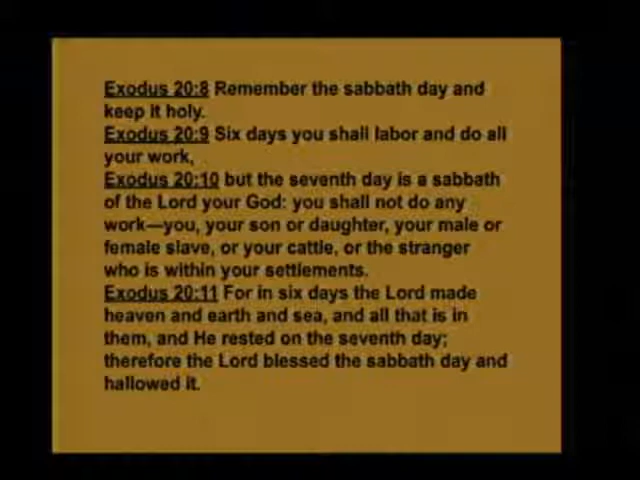 Exodus 20:8 Remember the sabbath day and
keep it holy.
Exodus 20:9 Six days you shall labor and do all
your work,
Exodus 20:10 but the seventh day is a sabbath
of the Lord your God: you shall not do any
work—you, your son or daughter, your male or
female slave, or your cattle, or the stranger
who is within your settlements.
Exodus 20:11 For in six days the Lord made
heaven and earth and sea, and all that is in
them, and He rested on the seventh day;
therefore the Lord blessed the sabbath day and
hallowed it.